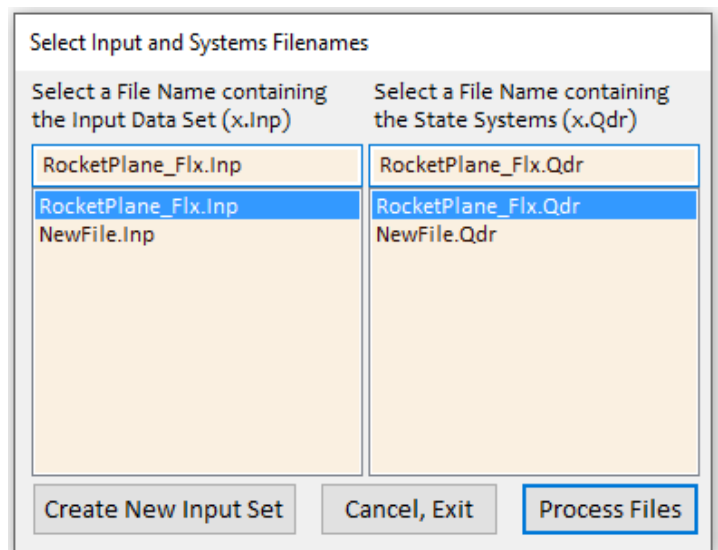 Select Input and Systems Filenames
Select a File Name containing
the Input Data Set (x.Inp)
RocketPlane_Flx.Inp
RocketPlane_Flx.Inp
NewFile.Inp
Select a File Name containing
the State Systems (x.Qdr)
RocketPlane_Flx.Qdr
RocketPlane_Flx.Qdr
NewFile.Qdr
Create New Input Set
Cancel, Exit
Process Files